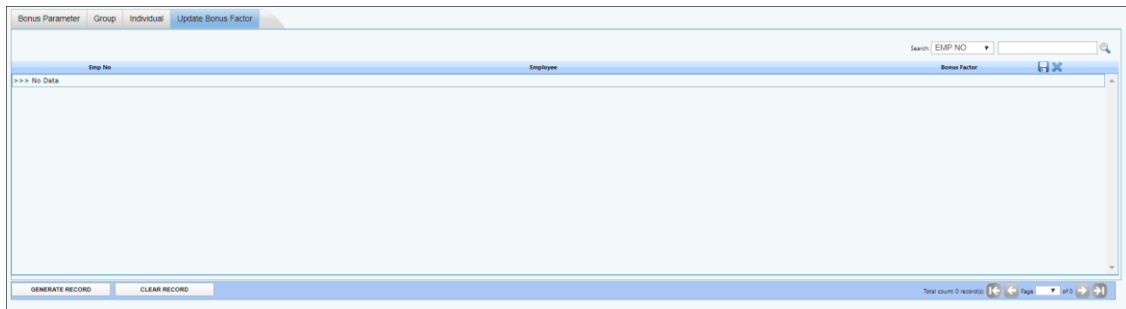 Bonus Parameter Group Individual Update Bonus Factor
Search: EMP NO
Emp No Employee Bonus Factor
>>> No Data
GENERATE RECORD CLEAR RECORD Total count: 0 record(s) Page of 0